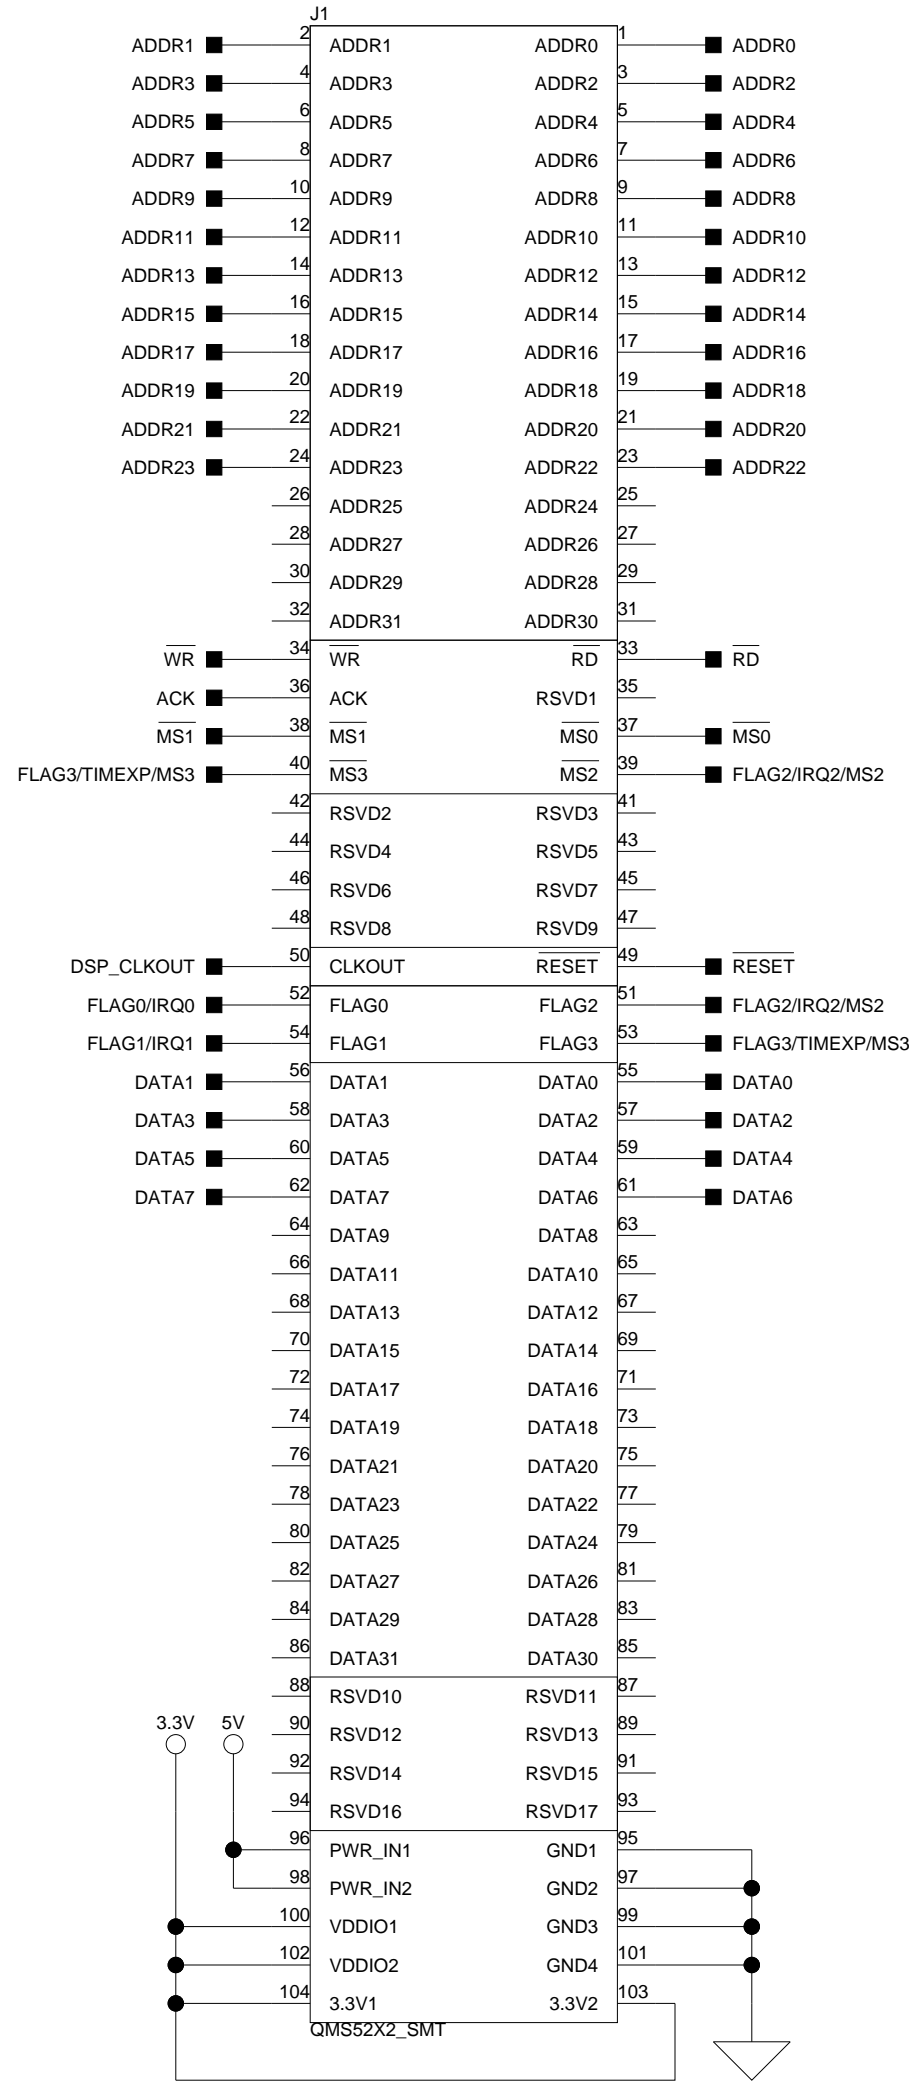 J1
ADDR1 2 ADDR1 ADDR0 1 ADDR0
ADDR3 4 ADDR3 ADDR2 3 ADDR2
ADDR5 6 ADDR5 ADDR4 5 ADDR4
ADDR7 8 ADDR7 ADDR6 7 ADDR6
ADDR9 10 ADDR9 ADDR8 9 ADDR8
ADDR11 12 ADDR11 ADDR10 11 ADDR10
ADDR13 14 ADDR13 ADDR12 13 ADDR12
ADDR15 16 ADDR15 ADDR14 15 ADDR14
ADDR17 18 ADDR17 ADDR16 17 ADDR16
ADDR19 20 ADDR19 ADDR18 19 ADDR18
ADDR21 22 ADDR21 ADDR20 21 ADDR20
ADDR23 24 ADDR23 ADDR22 23 ADDR22
26 ADDR25 ADDR24 25
28 ADDR27 ADDR26 27
30 ADDR29 ADDR28 29
32 ADDR31 ADDR30 31
WR 34 WR RD 33 RD
ACK 36 ACK RSVD1 35
MS1 38 MS1 MS0 37 MS0
FLAG3/TIMEXP/MS3 40 MS3 MS2 39 FLAG2/IRQ2/MS2
42 RSVD2 RSVD3 41
44 RSVD4 RSVD5 43
46 RSVD6 RSVD7 45
48 RSVD8 RSVD9 47
DSP_CLKOUT 50 CLKOUT RESET 49 RESET
FLAG0/IRQ0 52 FLAG0 FLAG2 51 FLAG2/IRQ2/MS2
FLAG1/IRQ1 54 FLAG1 FLAG3 53 FLAG3/TIMEXP/MS3
DATA1 56 DATA1 DATA0 55 DATA0
DATA3 58 DATA3 DATA2 57 DATA2
DATA5 60 DATA5 DATA4 59 DATA4
DATA7 62 DATA7 DATA6 61 DATA6
64 DATA9 DATA8 63
66 DATA11 DATA10 65
68 DATA13 DATA12 67
70 DATA15 DATA14 69
72 DATA17 DATA16 71
74 DATA19 DATA18 73
76 DATA21 DATA20 75
78 DATA23 DATA22 77
80 DATA25 DATA24 79
82 DATA27 DATA26 81
84 DATA29 DATA28 83
86 DATA31 DATA30 85
88 RSVD10 RSVD11 87
3.3V 5V 90 RSVD12 RSVD13 89
92 RSVD14 RSVD15 91
94 RSVD16 RSVD17 93
96 PWR_IN1 GND1 95
98 PWR_IN2 GND2 97
100 VDDIO1 GND3 99
102 VDDIO2 GND4 101
104 3.3V1 3.3V2 103
QMS52X2_SMT